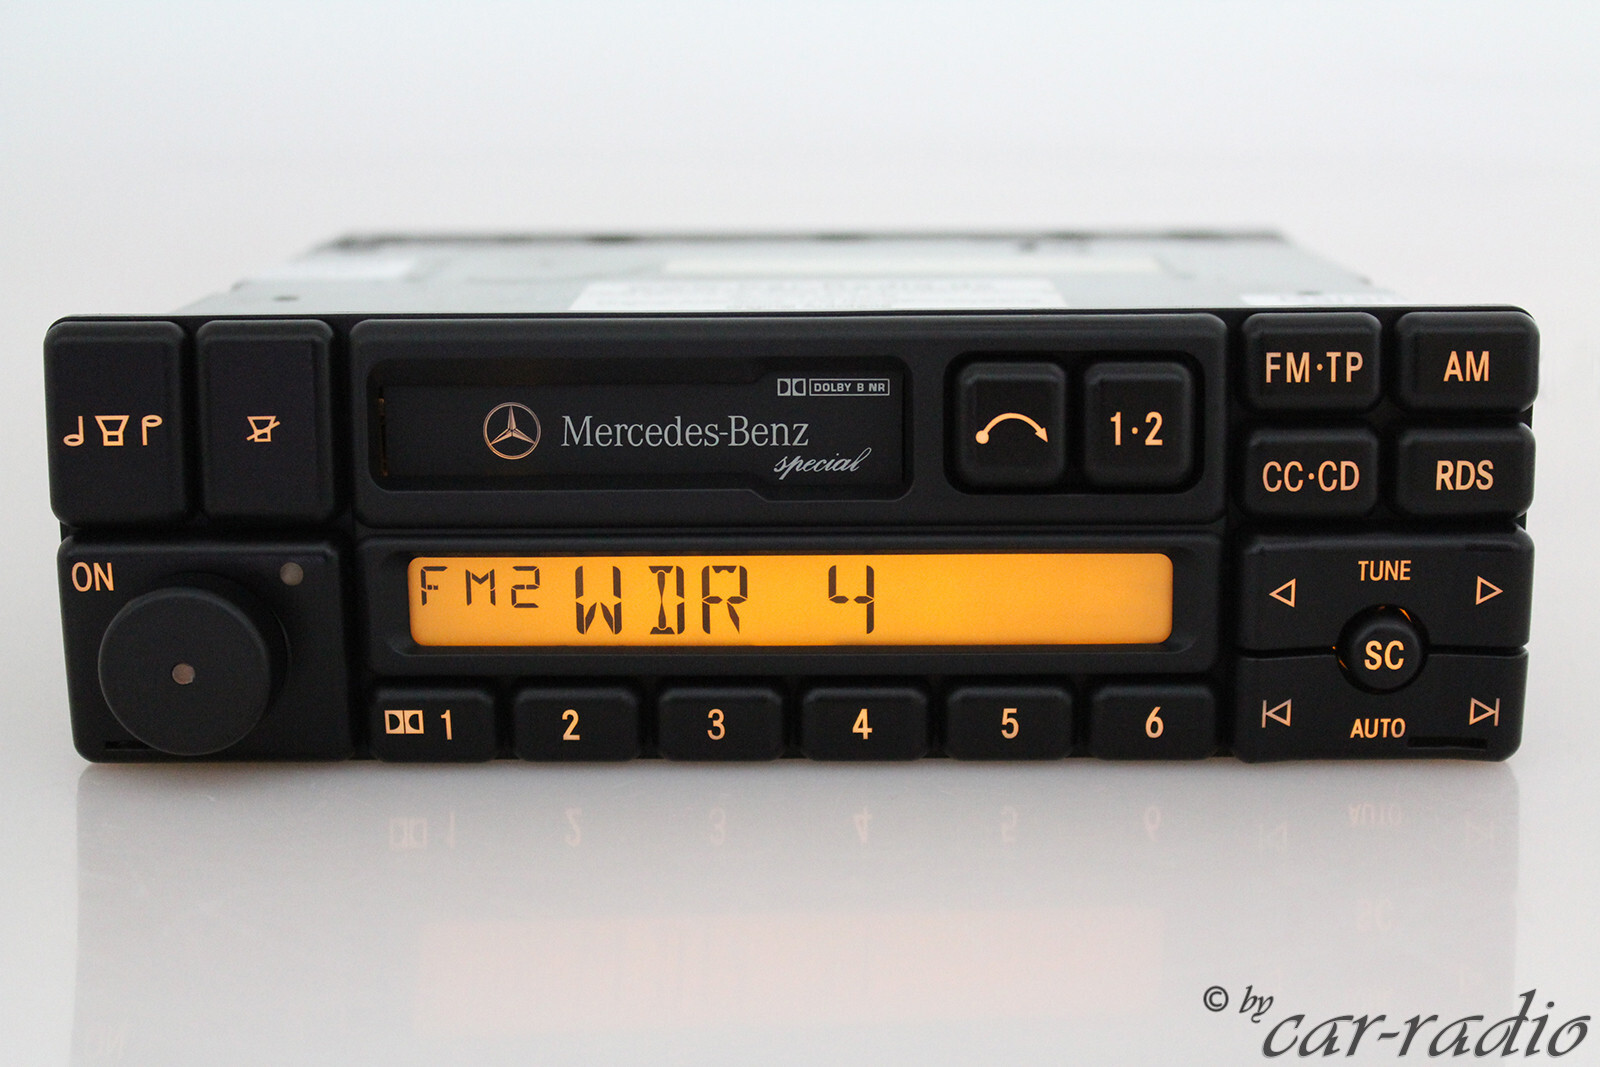 DOLBY B NR
Mercedes-Benz
special
1·2
FM·TP
AM
CC·CD
RDS
ON
FM2 WDR 4
TUNE
SC
AUTO
1
2
3
4
5
6
© by
car-radio